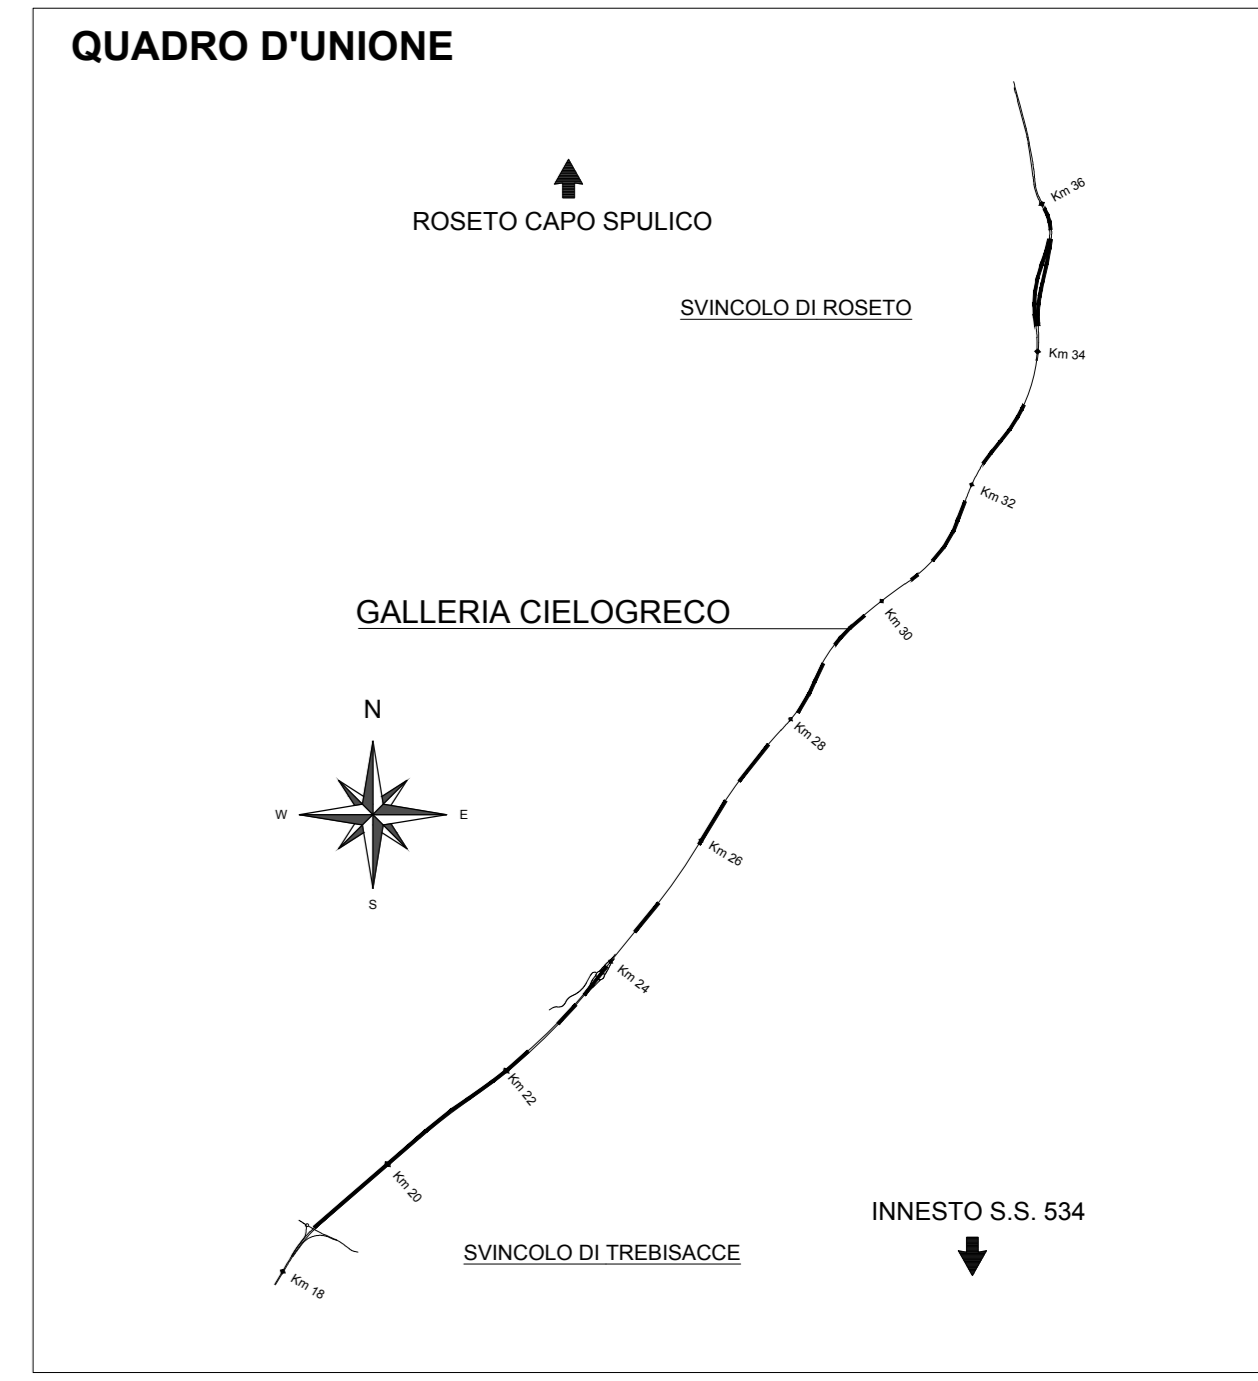 QUADRO D'UNIONE
Km 36
ROSETO CAPO SPULICO
SVINCOLO DI ROSETO
Km 34
Km 32
GALLERIA CIELOGRECO
Km 30
N
Km 28
W
E
Km 26
S
Km 24
Km 22
Km 20
INNESTO S.S. 534
SVINCOLO DI TREBISACCE
Km 18